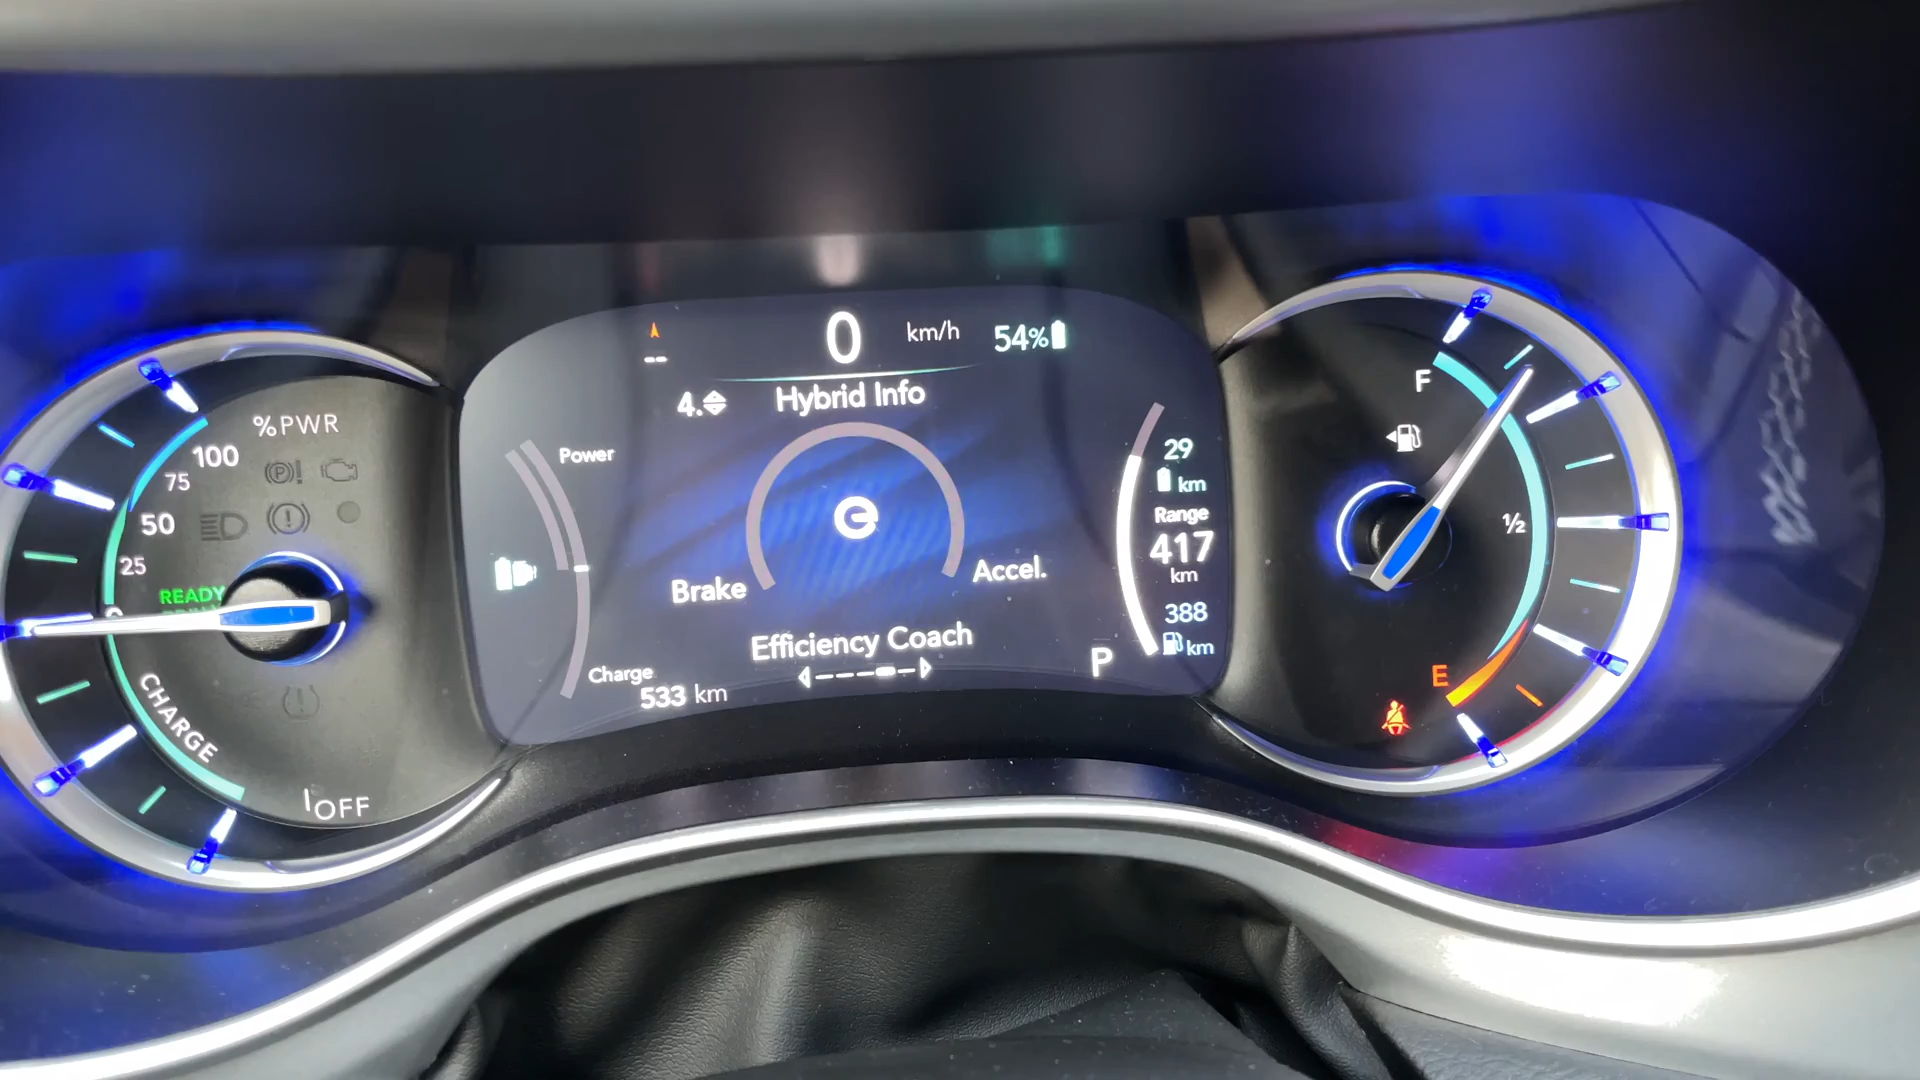 %PWR
100
75
50
25
READY
CHARGE
OFF
--
0
km/h
54%
4.
Hybrid Info
Power
Brake
Accel.
Efficiency Coach
Charge
533 km
P
29
km
Range
417
km
388
km
F
1/2
E